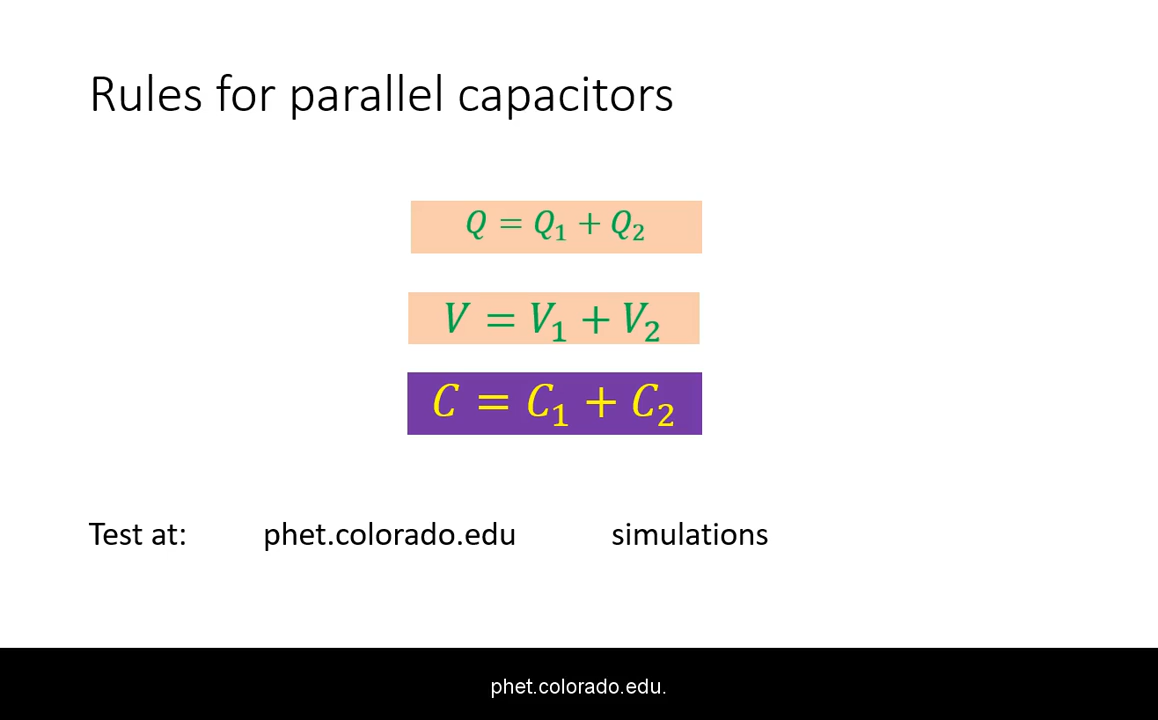 Rules for parallel capacitors
Q = Q₁ + Q₂
V = V₁ + V₂
C = C₁ + C₂
Test at: phet.colorado.edu simulations
phet.colorado.edu.